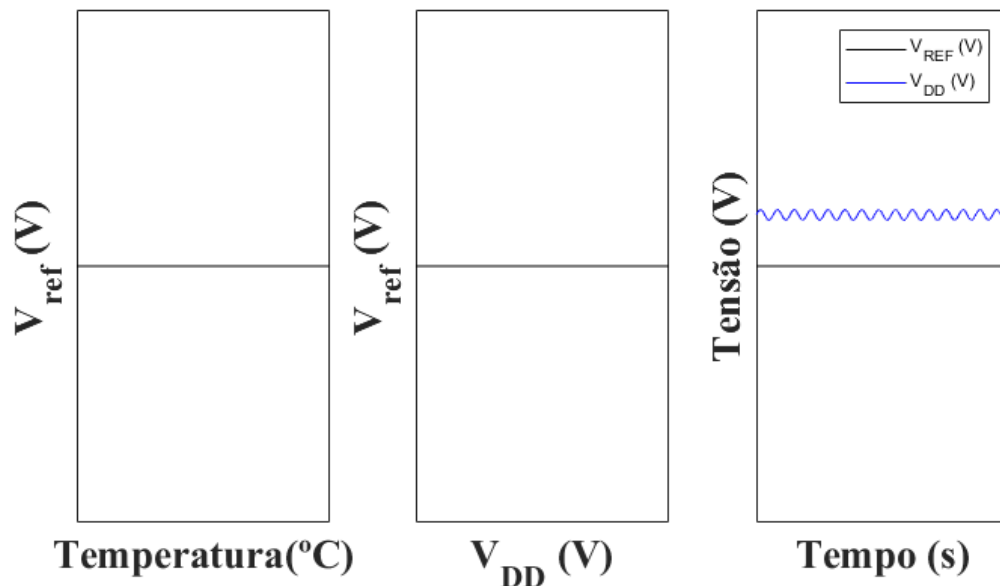 V_ref (V)
Temperatura(ºC)
V_ref (V)
V_DD (V)
Tensão (V)
V_REF (V)
V_DD (V)
Tempo (s)